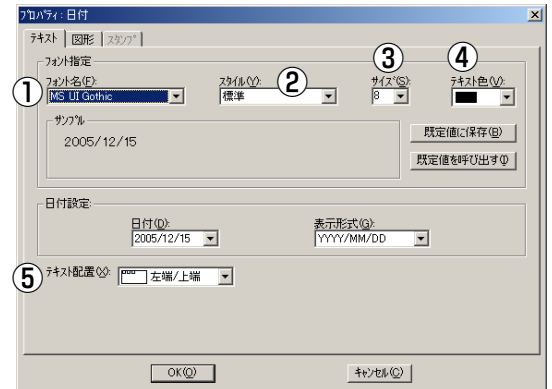 プロパティ：日付
テキスト 図形 スタンプ
フォント指定
① フォント名(F): ② スタイル(Y): ③ サイズ(S): ④ テキスト色(V):
MS UI Gothic 標準 8
サンプル
2005/12/15
既定値に保存(B)
既定値を呼び出す(I)
日付設定:
日付(D): 表示形式(G):
2005/12/15 YYYY/MM/DD
⑤ テキスト配置(X): 左端/上端
OK(O) キャンセル(C)